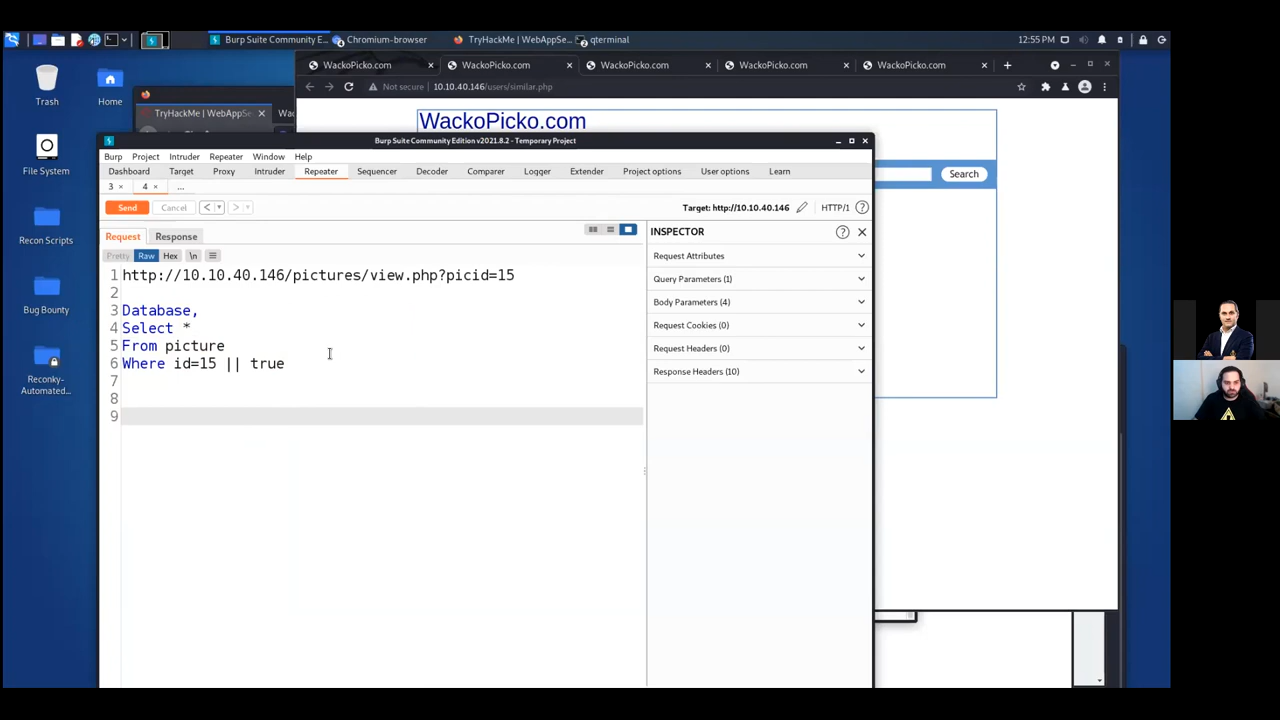 Burp Suite Community E...
Chromium-browser
TryHackMe | WebAppSe...
qterminal
12:55 PM
WackoPicko.com
WackoPicko.com
WackoPicko.com
WackoPicko.com
WackoPicko.com
Not secure | 10.10.40.146/users/similar.php
Trash
Home
TryHackMe | WebAppSe
Wac
WackoPicko.com
Burp Suite Community Edition v2021.8.2 - Temporary Project
Burp Project Intruder Repeater Window Help
Dashboard Target Proxy Intruder Repeater Sequencer Decoder Comparer Logger Extender Project options User options Learn
Search
3 × 4 × ...
File System
Send Cancel < > Target: http://10.10.40.146 HTTP/1 ?
Request Response
INSPECTOR
Pretty Raw Hex \n
Request Attributes
Recon Scripts
1 http://10.10.40.146/pictures/view.php?picid=15
Query Parameters (1)
2
Body Parameters (4)
3 Database,
Bug Bounty
4 Select *
Request Cookies (0)
5 From picture
Request Headers (0)
6 Where id=15 || true
Response Headers (10)
7
Reconky-
Automated...
8
9